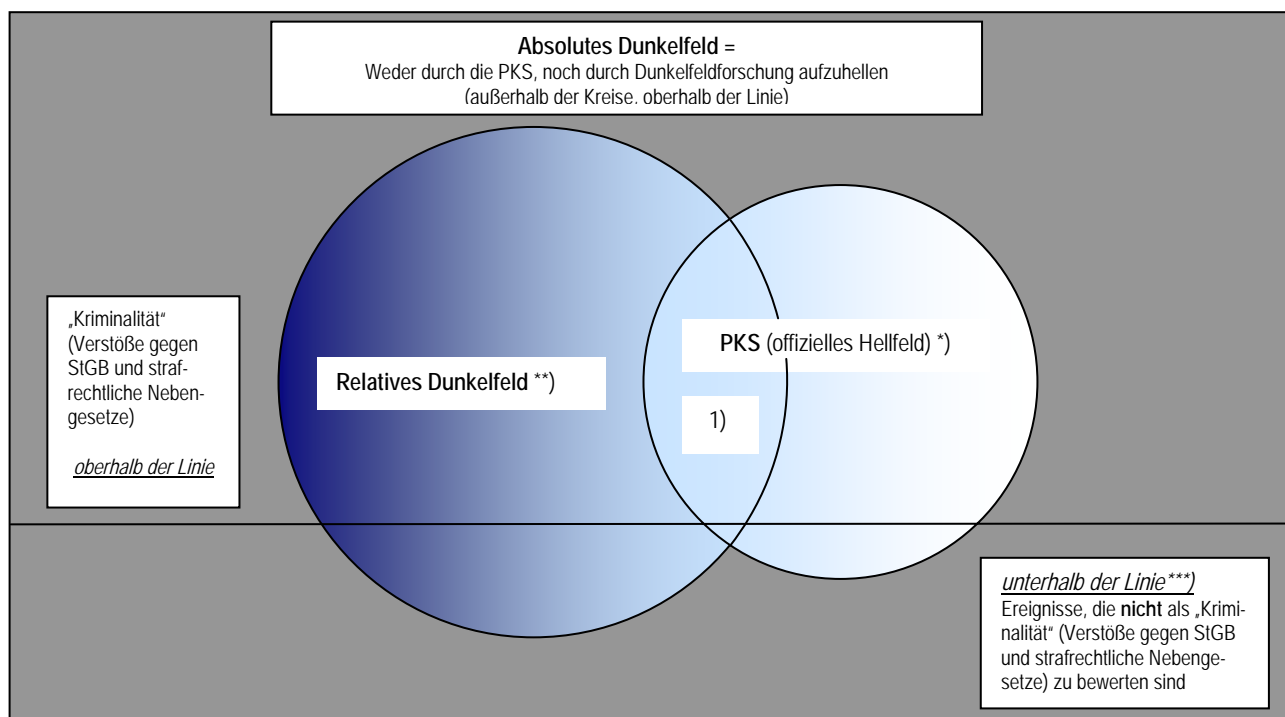 Absolutes Dunkelfeld =
Weder durch die PKS, noch durch Dunkelfeldforschung aufzuhellen
(außerhalb der Kreise, oberhalb der Linie)
„Kriminalität“
(Verstöße gegen
StGB und straf-
rechtliche Neben-
gesetze)
oberhalb der Linie
Relatives Dunkelfeld **)
PKS (offizielles Hellfeld) *)
1)
unterhalb der Linie***)
Ereignisse, die nicht als „Krimi-
nalität“ (Verstöße gegen StGB
und strafrechtliche Nebenge-
setze) zu bewerten sind